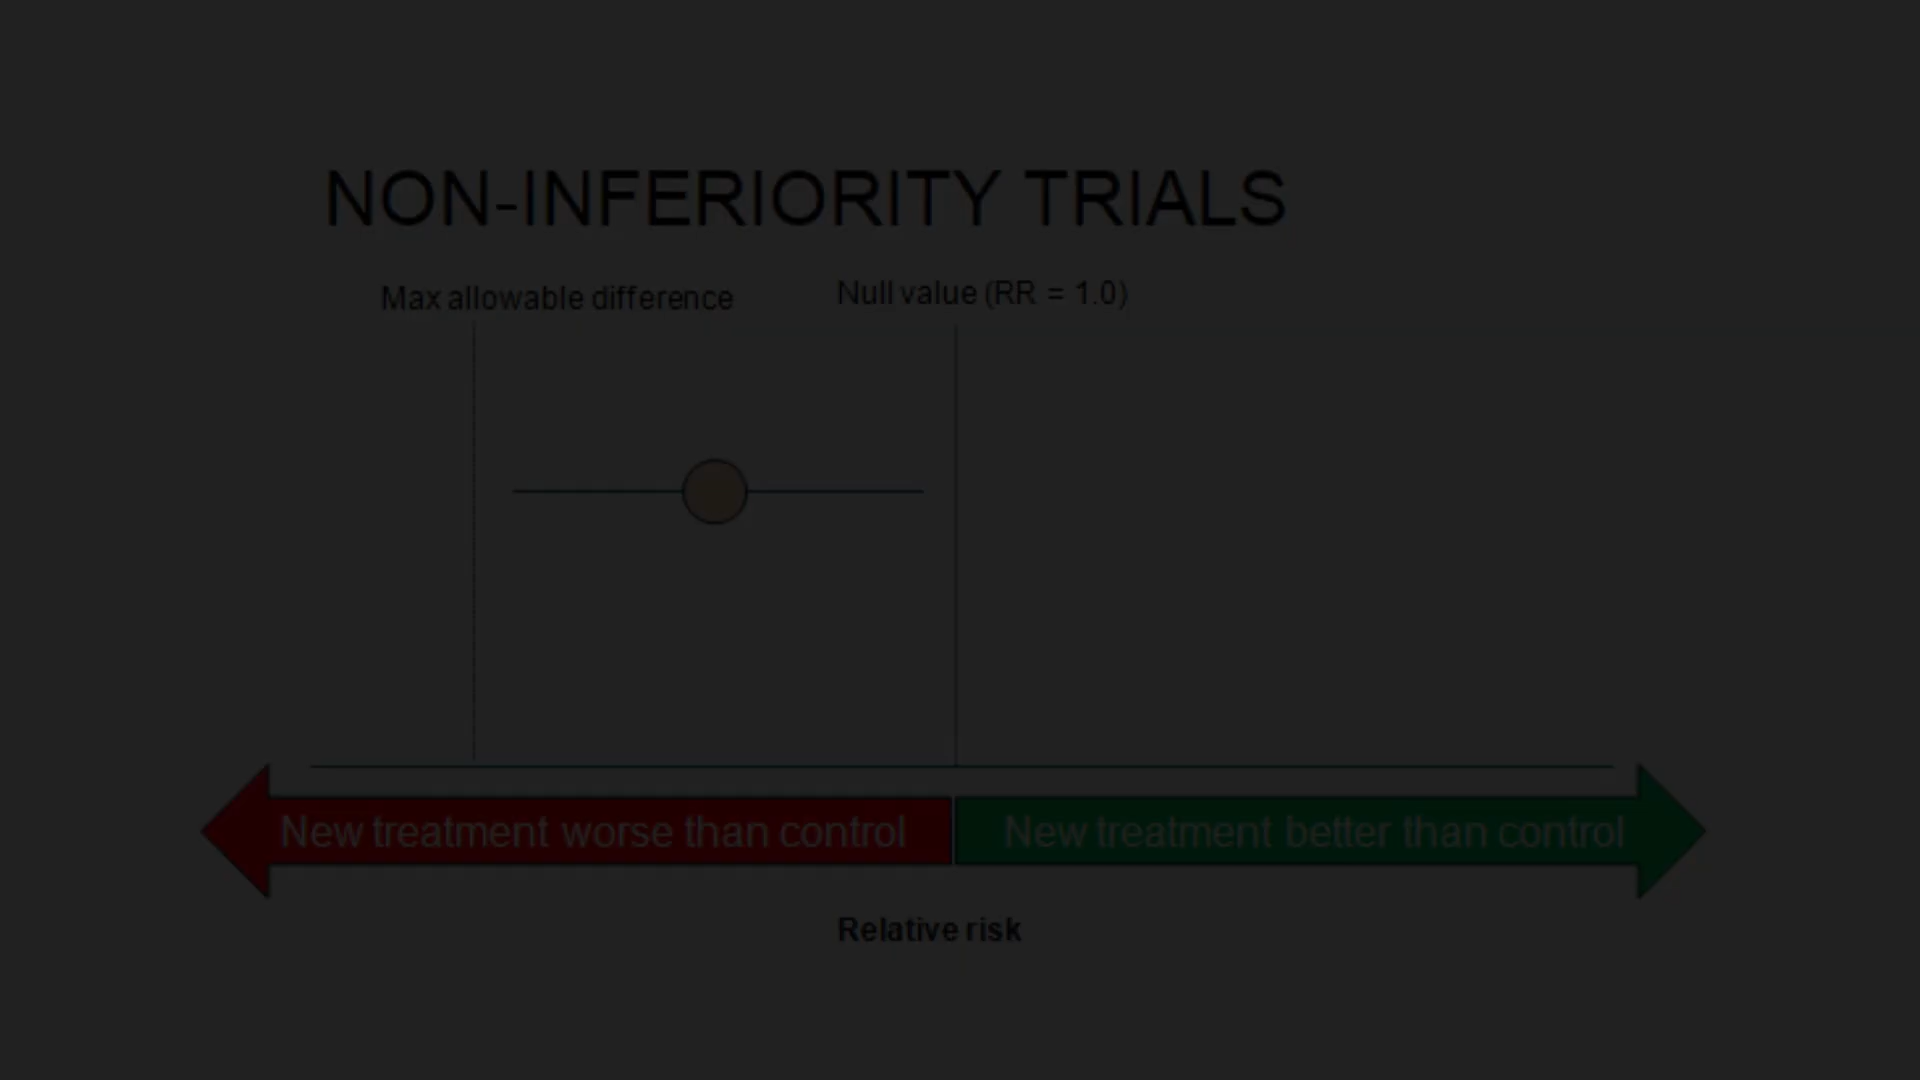 NON-INFERIORITY TRIALS
Max allowable difference
Null value (RR = 1.0)
New treatment worse than control
New treatment better than control
Relative risk